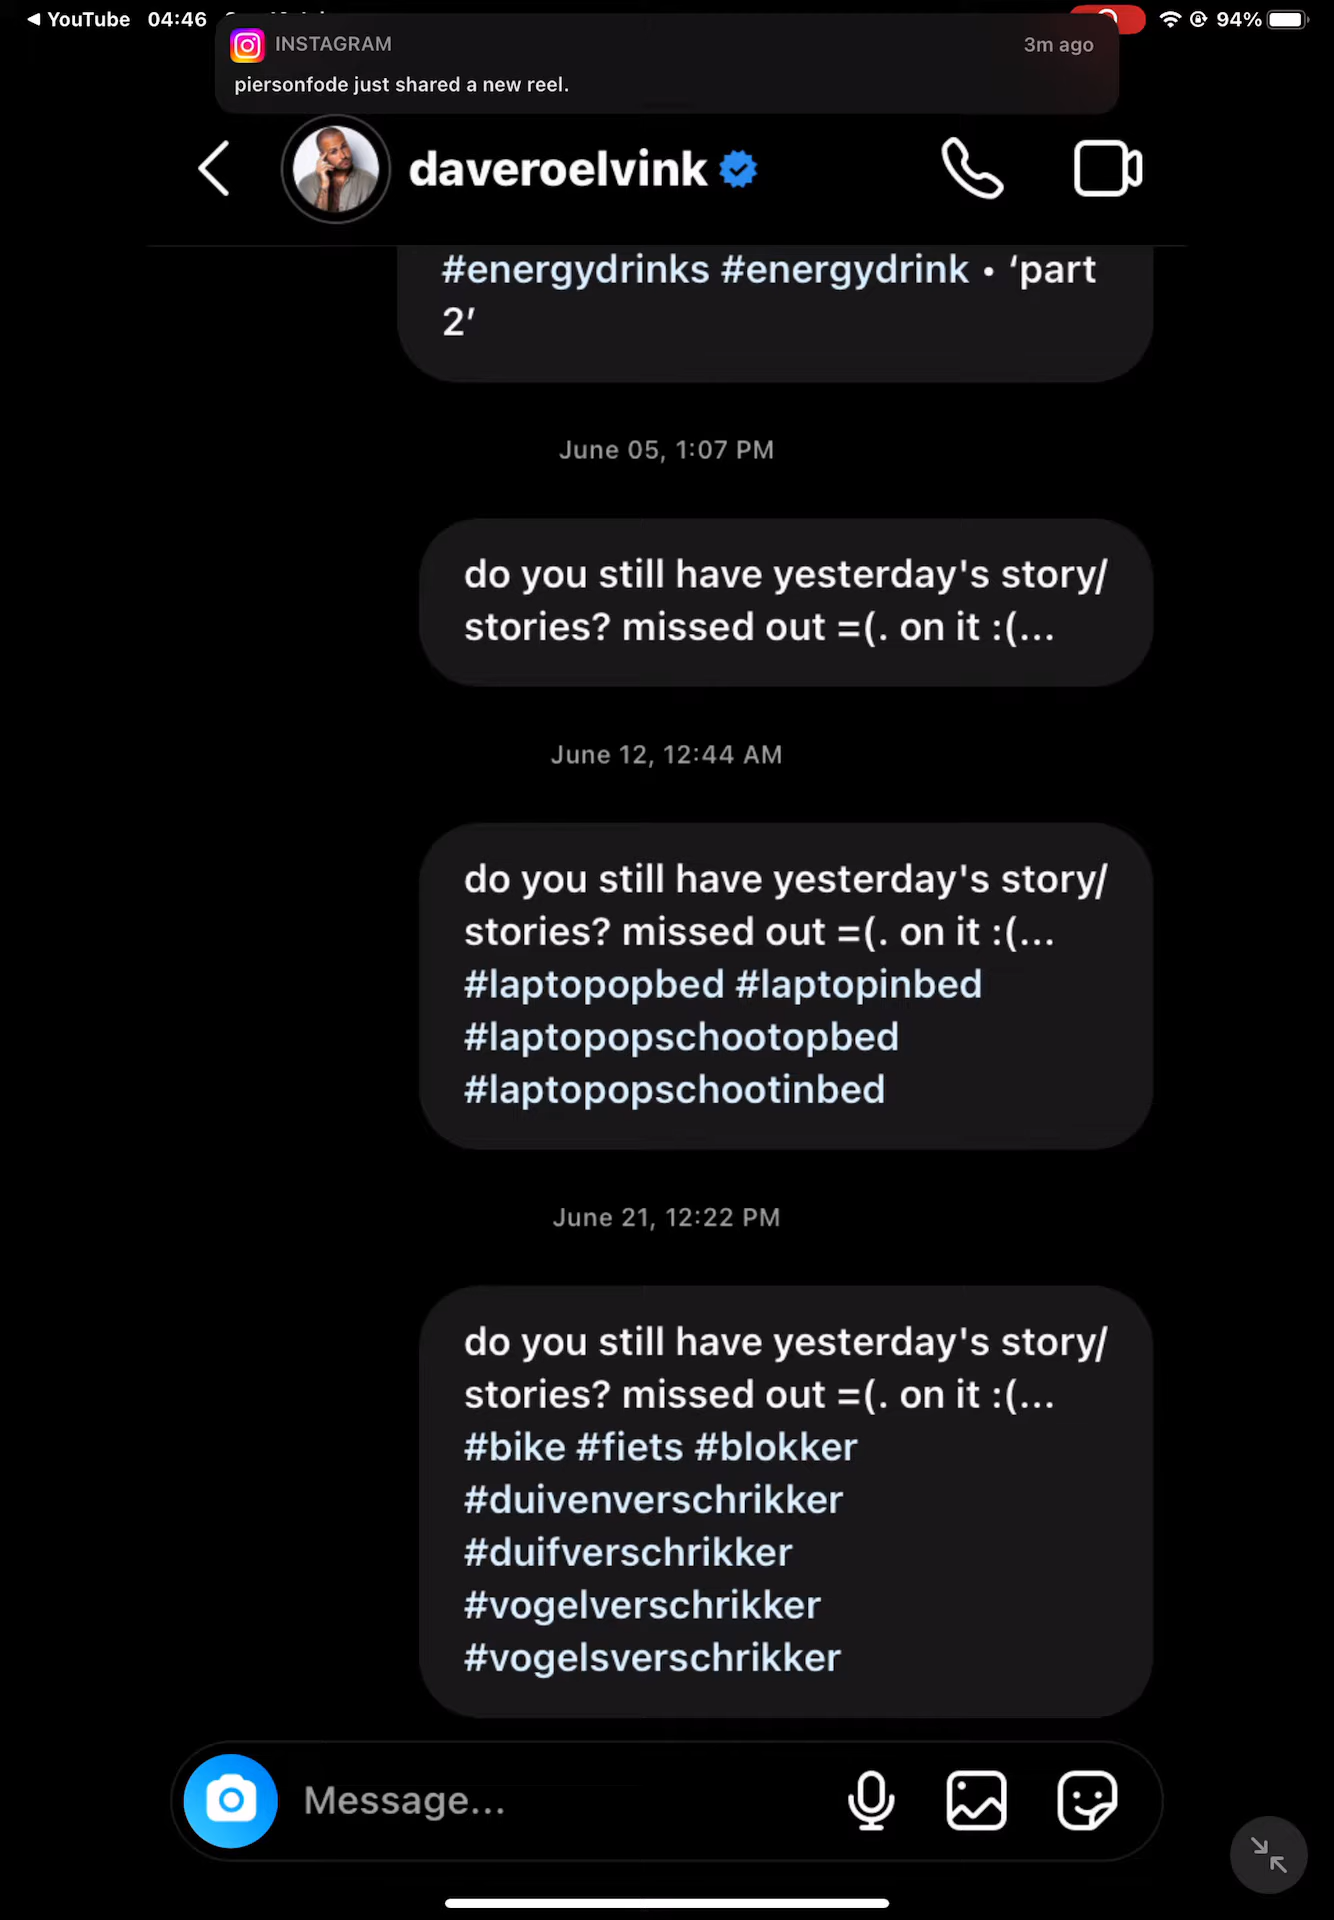 YouTube 04:46 94%
INSTAGRAM 3m ago
piersonfode just shared a new reel.
daveroelvink
#energydrinks #energydrink • ‘part
2’
June 05, 1:07 PM
do you still have yesterday's story/
stories? missed out =(. on it :(...
June 12, 12:44 AM
do you still have yesterday's story/
stories? missed out =(. on it :(...
#laptopopbed #laptopinbed
#laptopopschootopbed
#laptopopschootinbed
June 21, 12:22 PM
do you still have yesterday's story/
stories? missed out =(. on it :(...
#bike #fiets #blokker
#duivenverschrikker
#duifverschrikker
#vogelverschrikker
#vogelsverschrikker
Message...